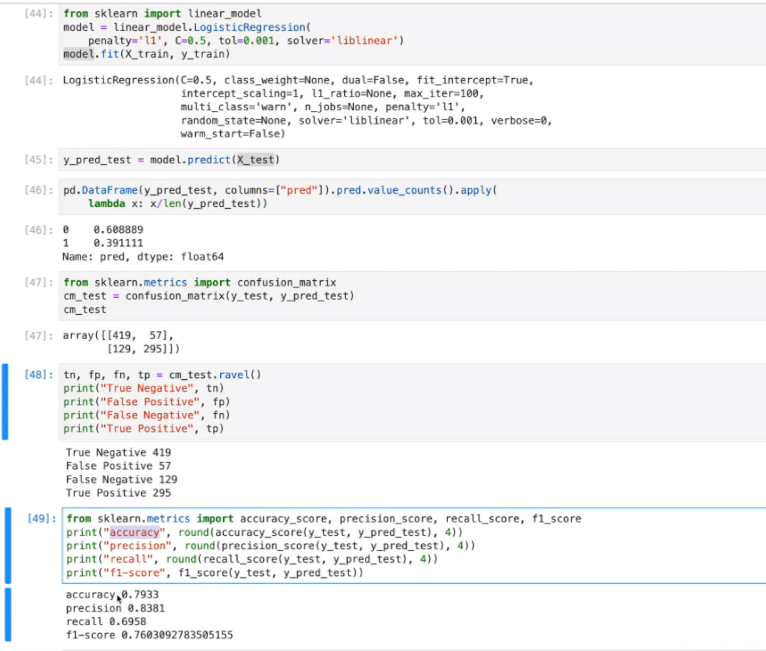 [44]: from sklearn import linear_model
model = linear_model.LogisticRegression(
    penalty='l1', C=0.5, tol=0.001, solver='liblinear')
model.fit(X_train, y_train)
[44]: LogisticRegression(C=0.5, class_weight=None, dual=False, fit_intercept=True,
                   intercept_scaling=1, l1_ratio=None, max_iter=100,
                   multi_class='warn', n_jobs=None, penalty='l1',
                   random_state=None, solver='liblinear', tol=0.001, verbose=0,
                   warm_start=False)
[45]: y_pred_test = model.predict(X_test)
[46]: pd.DataFrame(y_pred_test, columns=["pred"]).pred.value_counts().apply(
    lambda x: x/len(y_pred_test))
[46]: 0    0.608889
1    0.391111
Name: pred, dtype: float64
[47]: from sklearn.metrics import confusion_matrix
cm_test = confusion_matrix(y_test, y_pred_test)
cm_test
[47]: array([[419,  57],
       [129, 295]])
[48]: tn, fp, fn, tp = cm_test.ravel()
print("True Negative", tn)
print("False Positive", fp)
print("False Negative", fn)
print("True Positive", tp)
True Negative 419
False Positive 57
False Negative 129
True Positive 295
[49]: from sklearn.metrics import accuracy_score, precision_score, recall_score, f1_score
print("accuracy", round(accuracy_score(y_test, y_pred_test), 4))
print("precision", round(precision_score(y_test, y_pred_test), 4))
print("recall", round(recall_score(y_test, y_pred_test), 4))
print("f1-score", f1_score(y_test, y_pred_test))
accuracy 0.7933
precision 0.8381
recall 0.6958
f1-score 0.7603092783505155